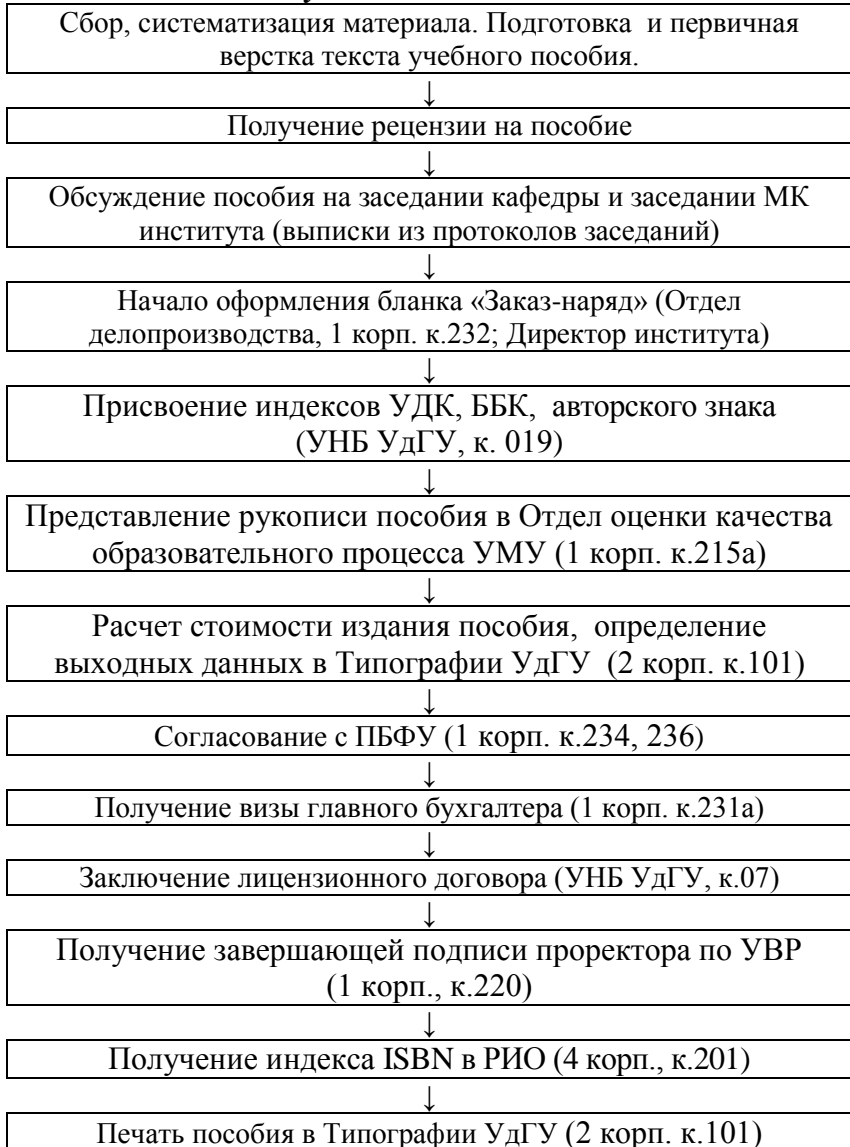 Сбор, систематизация материала. Подготовка и первичная
верстка текста учебного пособия.
↓
Получение рецензии на пособие
↓
Обсуждение пособия на заседании кафедры и заседании МК
института (выписки из протоколов заседаний)
↓
Начало оформления бланка «Заказ-наряд» (Отдел
делопроизводства, 1 корп. к.232; Директор института)
↓
Присвоение индексов УДК, ББК, авторского знака
(УНБ УдГУ, к. 019)
↓
Представление рукописи пособия в Отдел оценки качества
образовательного процесса УМУ (1 корп. к.215а)
↓
Расчет стоимости издания пособия, определение
выходных данных в Типографии УдГУ (2 корп. к.101)
↓
Согласование с ПБФУ (1 корп. к.234, 236)
↓
Получение визы главного бухгалтера (1 корп. к.231а)
↓
Заключение лицензионного договора (УНБ УдГУ, к.07)
↓
Получение завершающей подписи проректора по УВР
(1 корп., к.220)
↓
Получение индекса ISBN в РИО (4 корп., к.201)
↓
Печать пособия в Типографии УдГУ (2 корп. к.101)